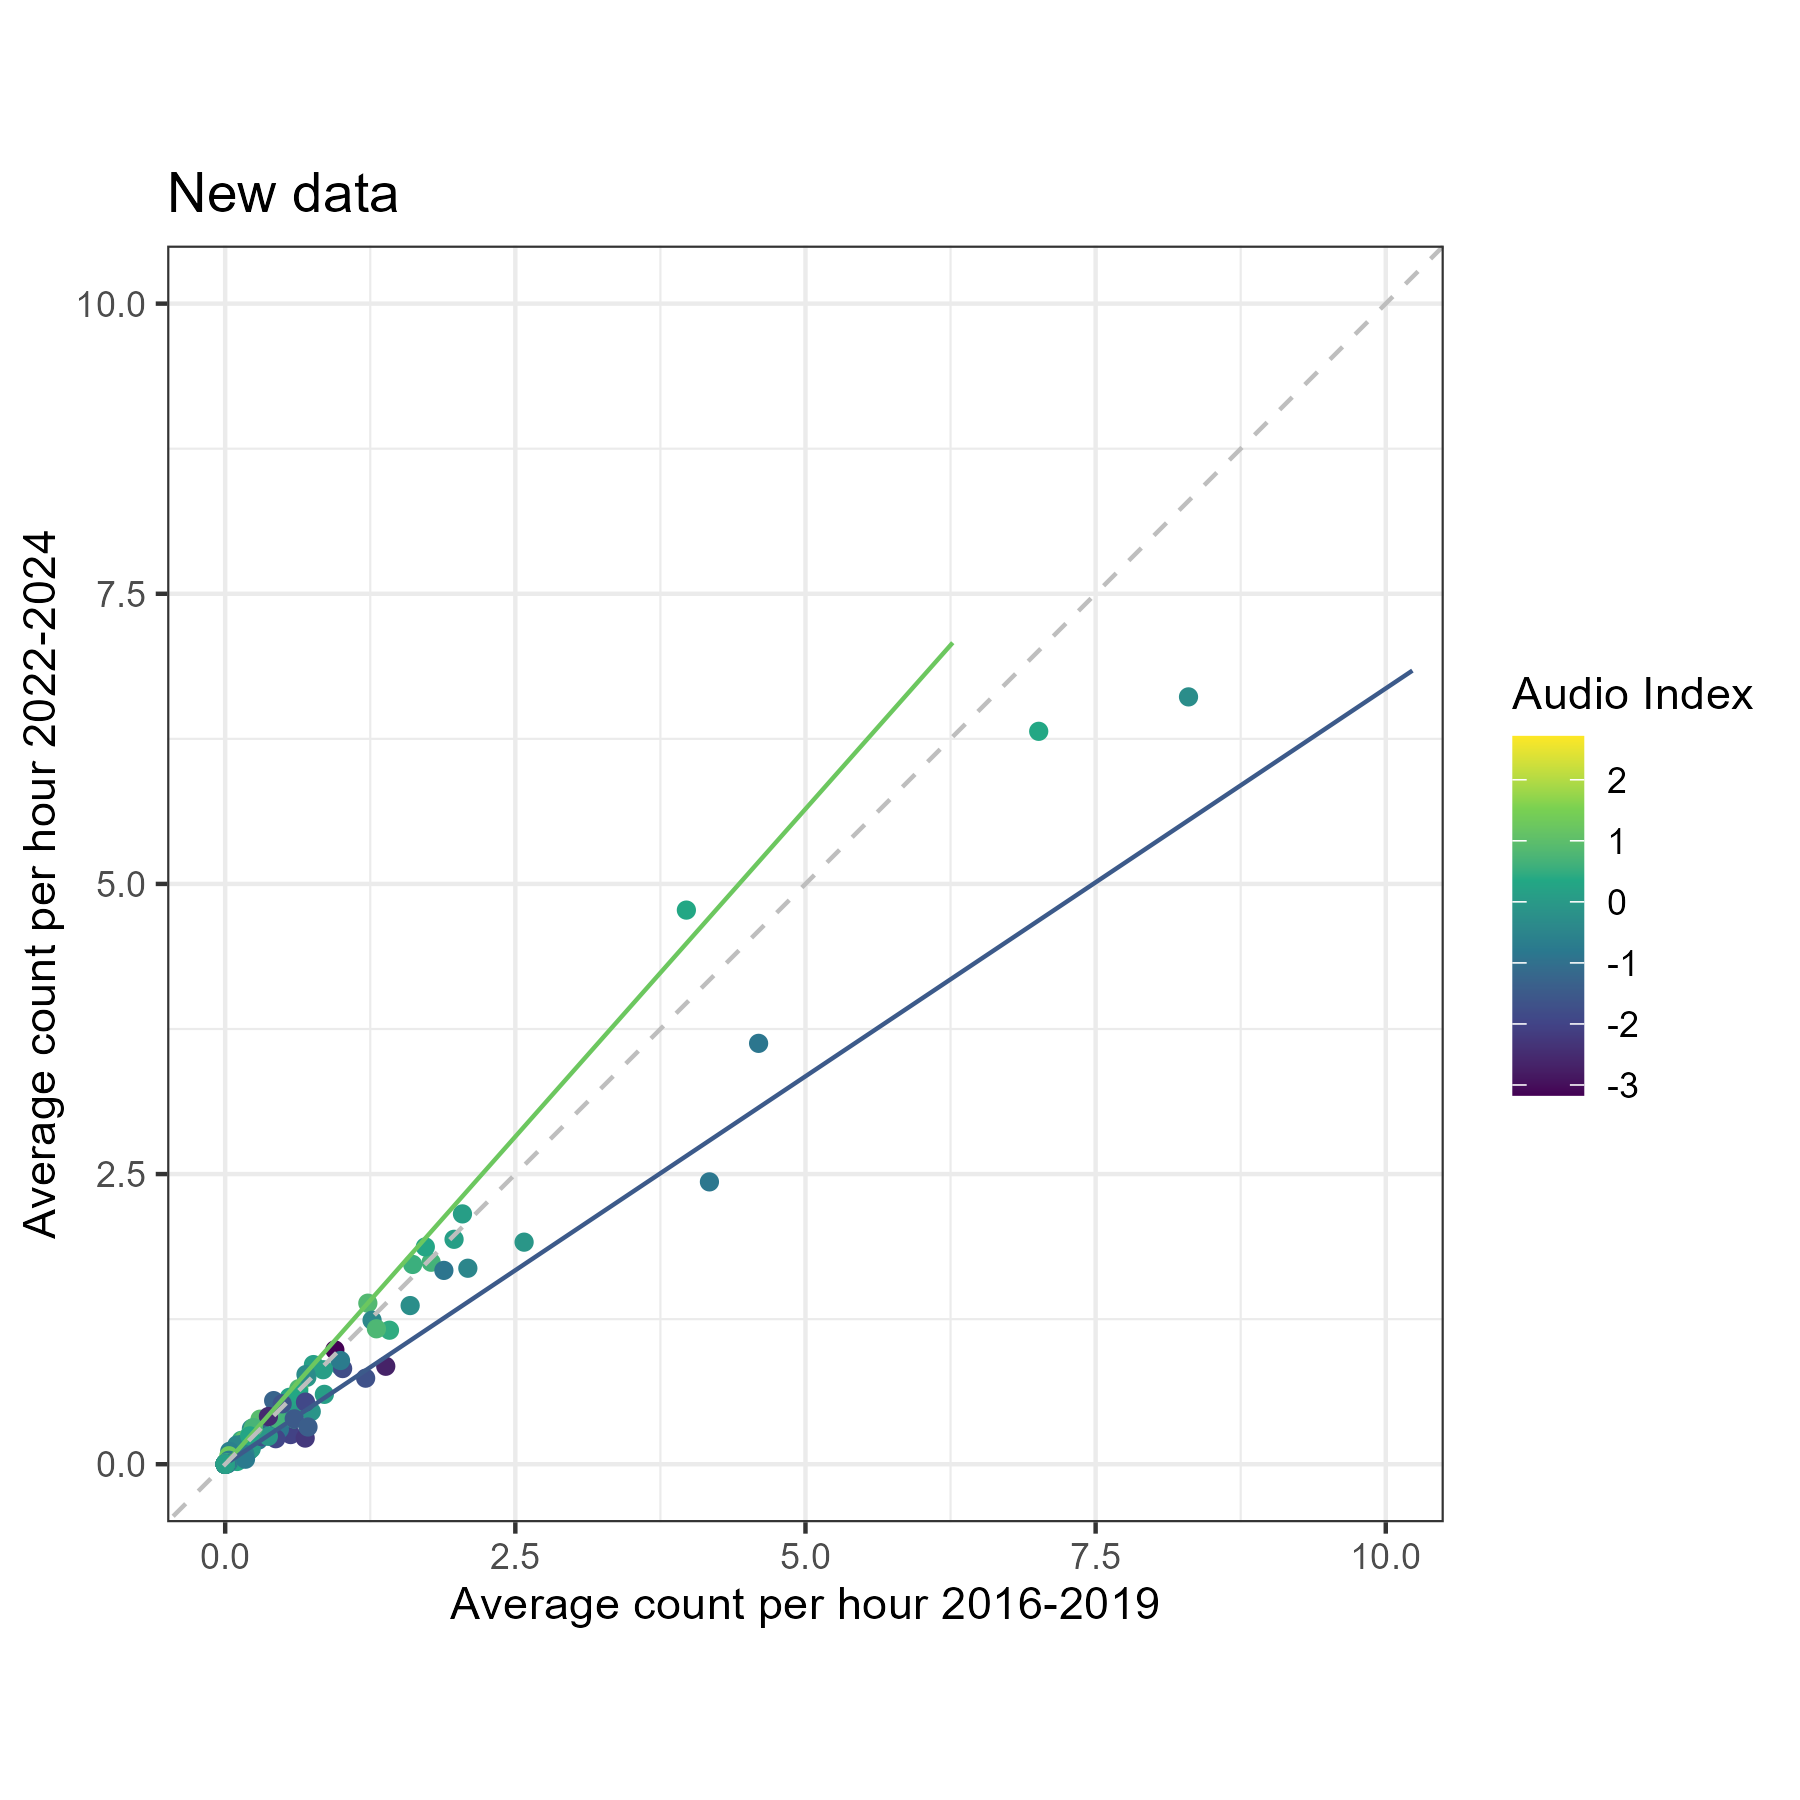 New data
10.0
7.5
5.0
2.5
0.0
Average count per hour 2022-2024
0.0 2.5 5.0 7.5 10.0
Average count per hour 2016-2019
Audio Index
2
1
0
-1
-2
-3